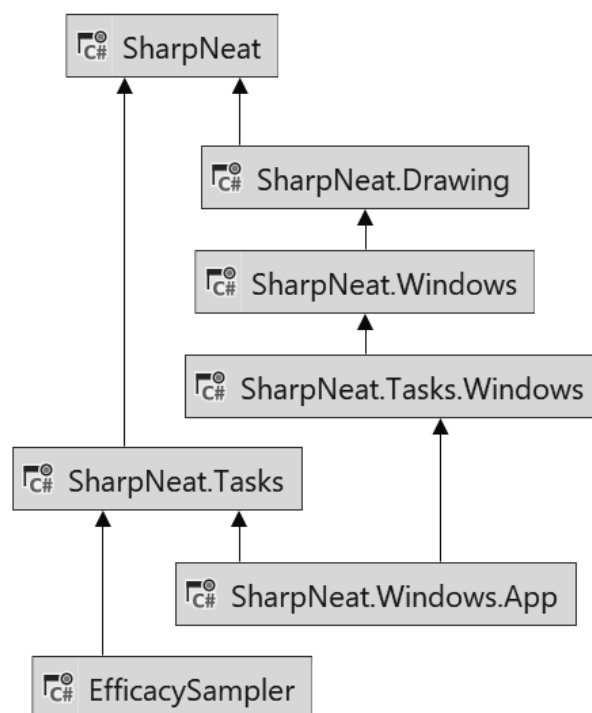 C# SharpNeat
C# SharpNeat.Drawing
C# SharpNeat.Windows
C# SharpNeat.Tasks.Windows
C# SharpNeat.Tasks
C# SharpNeat.Windows.App
C# EfficacySampler